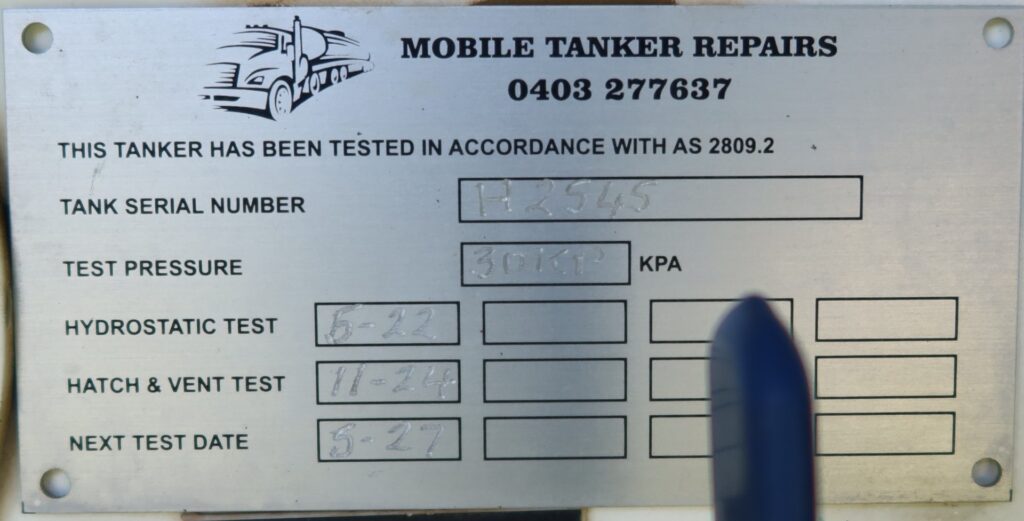 MOBILE TANKER REPAIRS
0403 277637
THIS TANKER HAS BEEN TESTED IN ACCORDANCE WITH AS 2809.2
TANK SERIAL NUMBER H2545
TEST PRESSURE 30KP KPA
HYDROSTATIC TEST 5-22
HATCH & VENT TEST 11-24
NEXT TEST DATE 5-27